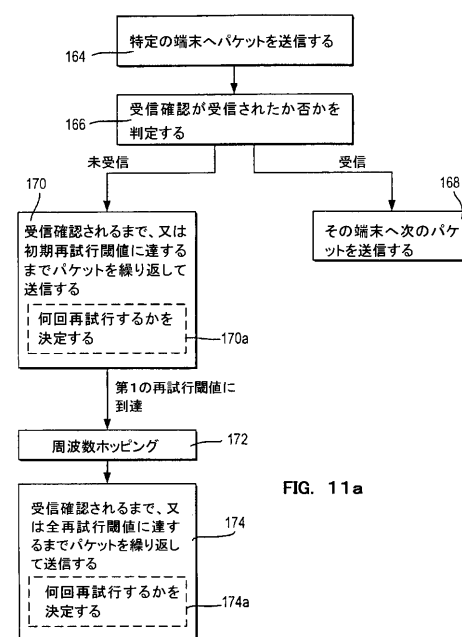 164
特定の端末へパケットを送信する
166
受信確認が受信されたか否かを
判定する
未受信
受信
170
168
受信確認されるまで、又は
初期再試行閾値に達する
までパケットを繰り返して
送信する
何回再試行するかを
決定する
170a
その端末へ次のパケ
ットを送信する
第1の再試行閾値に
到達
周波数ホッピング
172
FIG. 11a
受信確認されるまで、又
は全再試行閾値に達す
るまでパケットを繰り返し
て送信する
174
何回再試行するかを
決定する
174a